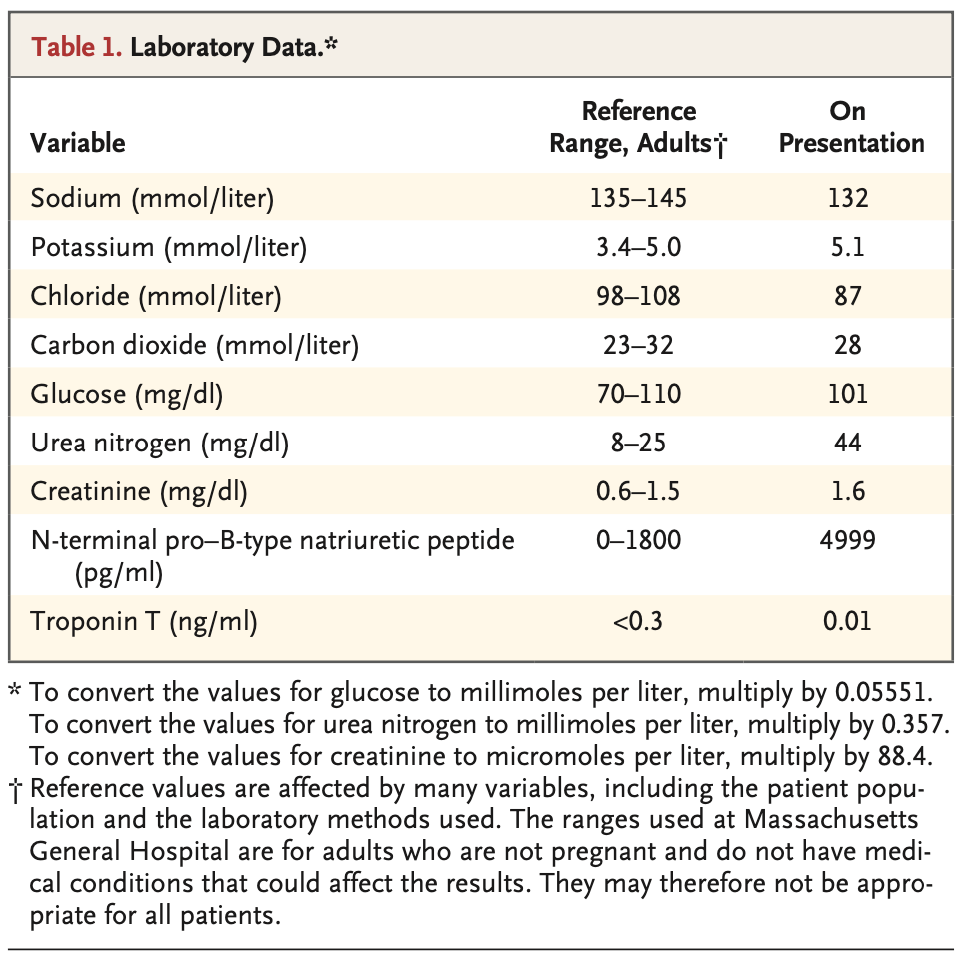 Table 1. Laboratory Data.*
Variable Reference Range, Adults† On Presentation
Sodium (mmol/liter) 135–145 132
Potassium (mmol/liter) 3.4–5.0 5.1
Chloride (mmol/liter) 98–108 87
Carbon dioxide (mmol/liter) 23–32 28
Glucose (mg/dl) 70–110 101
Urea nitrogen (mg/dl) 8–25 44
Creatinine (mg/dl) 0.6–1.5 1.6
N-terminal pro–B-type natriuretic peptide 0–1800 4999
(pg/ml)
Troponin T (ng/ml) <0.3 0.01
* To convert the values for glucose to millimoles per liter, multiply by 0.05551.
To convert the values for urea nitrogen to millimoles per liter, multiply by 0.357.
To convert the values for creatinine to micromoles per liter, multiply by 88.4.
† Reference values are affected by many variables, including the patient popu-
lation and the laboratory methods used. The ranges used at Massachusetts
General Hospital are for adults who are not pregnant and do not have medi-
cal conditions that could affect the results. They may therefore not be appro-
priate for all patients.